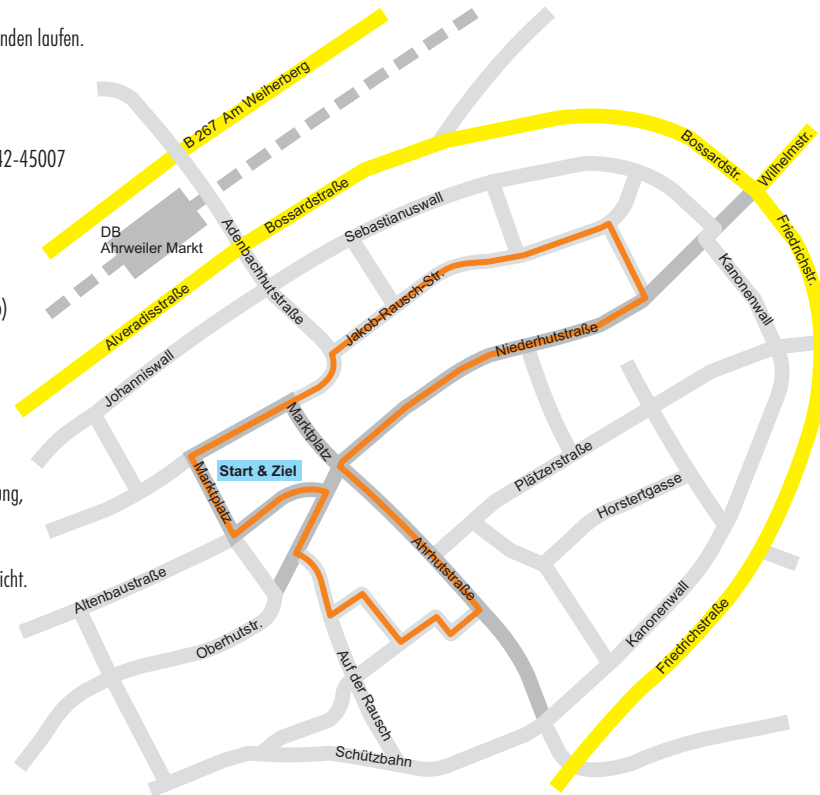 nden laufen.
42-45007
)
ung,
icht.
B 267 Am Weiherberg
DB
Ahrweiler Markt
Adenbachhutstraße
Bossardstraße
Alveradisstraße
Sebastianuswall
Johanniswall
Bossardstr.
Wilhelmstr.
Friedrichstr.
Kanonenwall
Jakob-Rausch-Str.
Niederhutstraße
Marktplatz
Start & Ziel
Marktplatz
Plätzerstraße
Horstertgasse
Ahrhutstraße
Altenbaustraße
Oberhutstr.
Auf der Rausch
Schützbahn
Kanonenwall
Friedrichstraße